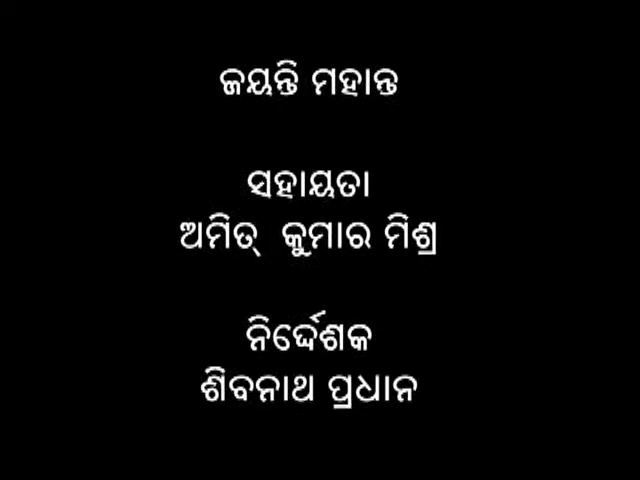 ଜୟନ୍ତି ମହାନ୍ତ
ସହାୟତା
ଅମିତ୍ କୁମାର ମିଶ୍ର
ନିର୍ଦ୍ଦେଶକ
ଶିବନାଥ ପ୍ରଧାନ